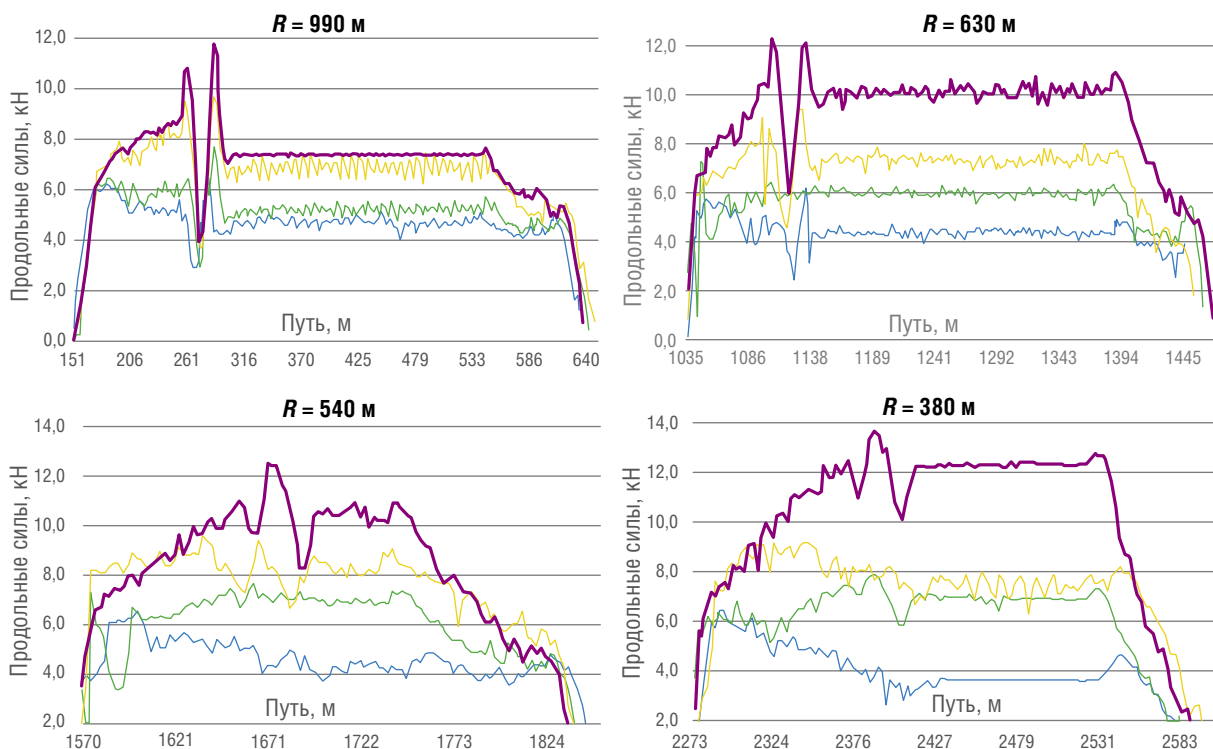 R = 990 м
Продольные силы, кН
12,0
10,0
8,0
6,0
4,0
2,0
0,0
Путь, м
151 206 261 316 370 425 479 533 586 640
R = 630 м
Продольные силы, кН
12,0
10,0
8,0
6,0
4,0
2,0
0,0
Путь, м
1035 1086 1138 1189 1241 1292 1343 1394 1445
R = 540 м
Продольные силы, кН
14,0
12,0
10,0
8,0
6,0
4,0
2,0
Путь, м
1570 1621 1671 1722 1773 1824
R = 380 м
Продольные силы, кН
14,0
12,0
10,0
8,0
6,0
4,0
2,0
Путь, м
2273 2324 2376 2427 2479 2531 2583